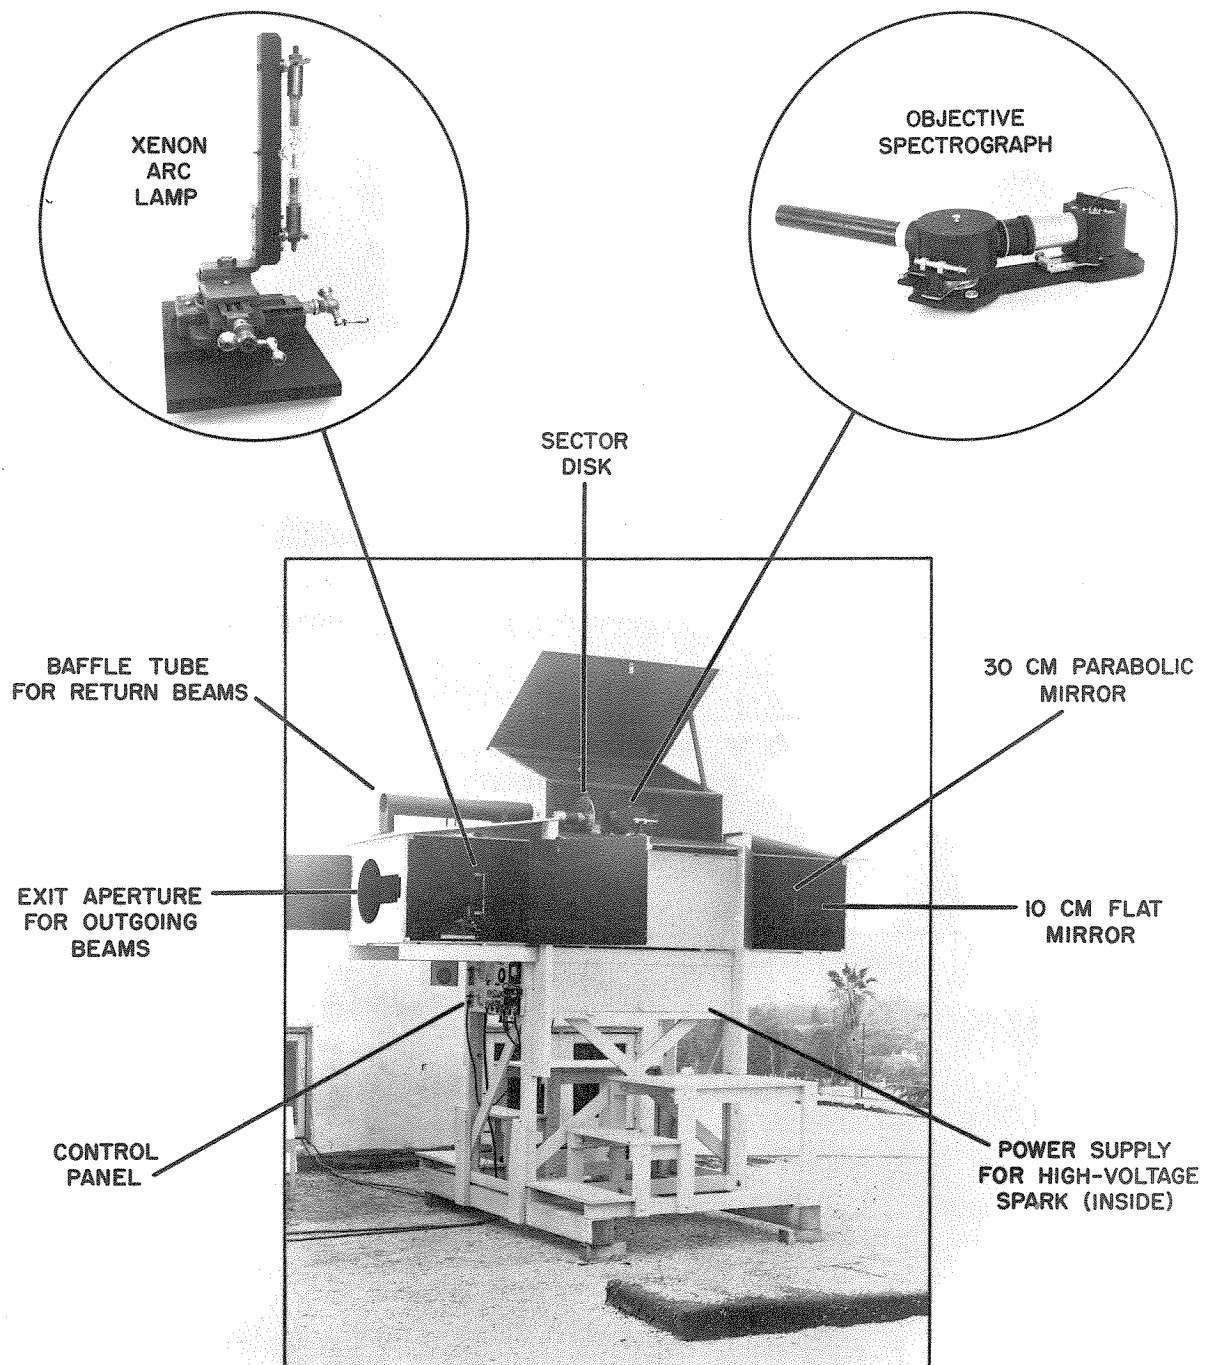 XENON
ARC
LAMP
OBJECTIVE
SPECTROGRAPH
SECTOR
DISK
BAFFLE TUBE
FOR RETURN BEAMS
30 CM PARABOLIC
MIRROR
EXIT APERTURE
FOR OUTGOING
BEAMS
10 CM FLAT
MIRROR
CONTROL
PANEL
POWER SUPPLY
FOR HIGH-VOLTAGE
SPARK (INSIDE)